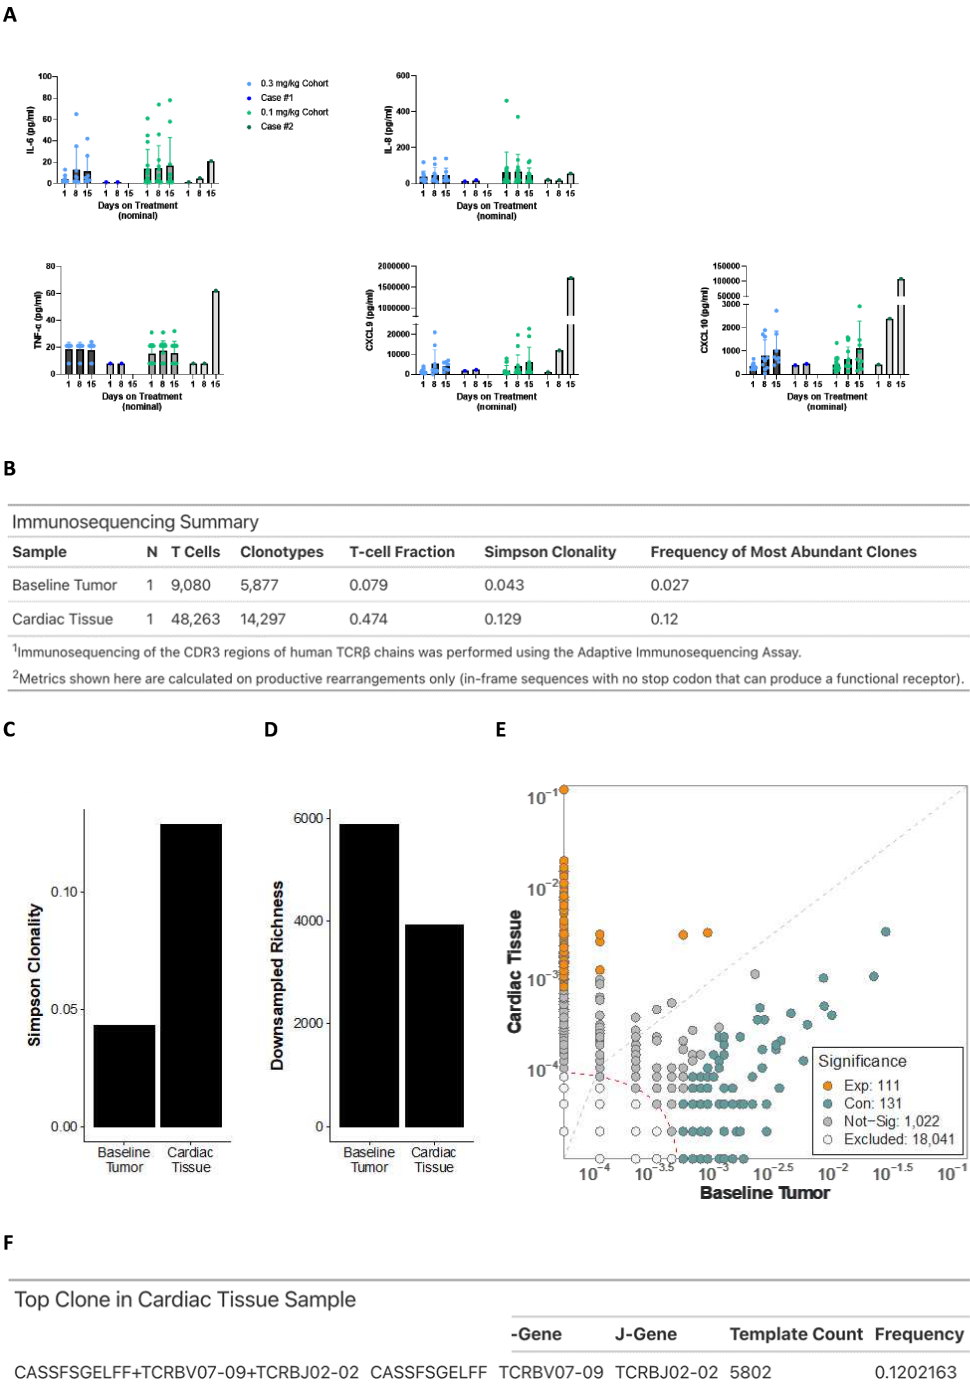 A
IL-6 (pg/ml)
100
80
60
40
20
0
1 8 15 1 8 15 1 8 15 1 8 15
Days on Treatment
(nominal)
0.3 mg/kg Cohort
Case #1
0.1 mg/kg Cohort
Case #2
IL-8 (pg/ml)
600
400
200
0
1 8 15 1 8 15 1 8 15 1 8 15
Days on Treatment
(nominal)
TNF-α (pg/ml)
80
60
40
20
0
1 8 15 1 8 15 1 8 15 1 8 15
Days on Treatment
(nominal)
CXCL9 (pg/ml)
2000000
1500000
1000000
20000
10000
0
1 8 15 1 8 15 1 8 15 1 8 15
Days on Treatment
(nominal)
CXCL10 (pg/ml)
150000
100000
50000
3000
2000
1000
0
1 8 15 1 8 15 1 8 15 1 8 15
Days on Treatment
(nominal)
B
Immunosequencing Summary
Sample N T Cells Clonotypes T-cell Fraction Simpson Clonality Frequency of Most Abundant Clones
Baseline Tumor 1 9,080 5,877 0.079 0.043 0.027
Cardiac Tissue 1 48,263 14,297 0.474 0.129 0.12
1Immunosequencing of the CDR3 regions of human TCRβ chains was performed using the Adaptive Immunosequencing Assay.
2Metrics shown here are calculated on productive rearrangements only (in-frame sequences with no stop codon that can produce a functional receptor).
C
Simpson Clonality
0.10
0.05
0.00
Baseline Tumor
Cardiac Tissue
D
Downsampled Richness
6000
4000
2000
0
Baseline Tumor
Cardiac Tissue
E
Cardiac Tissue
10−1
10−2
10−3
10−4
Significance
Exp: 111
Con: 131
Not−Sig: 1,022
Excluded: 18,041
10−4 10−3.5 10−3 10−2.5 10−2 10−1.5 10−1
Baseline Tumor
F
Top Clone in Cardiac Tissue Sample
-Gene J-Gene Template Count Frequency
CASSFSGELFF+TCRBV07-09+TCRBJ02-02 CASSFSGELFF TCRBV07-09 TCRBJ02-02 5802 0.1202163